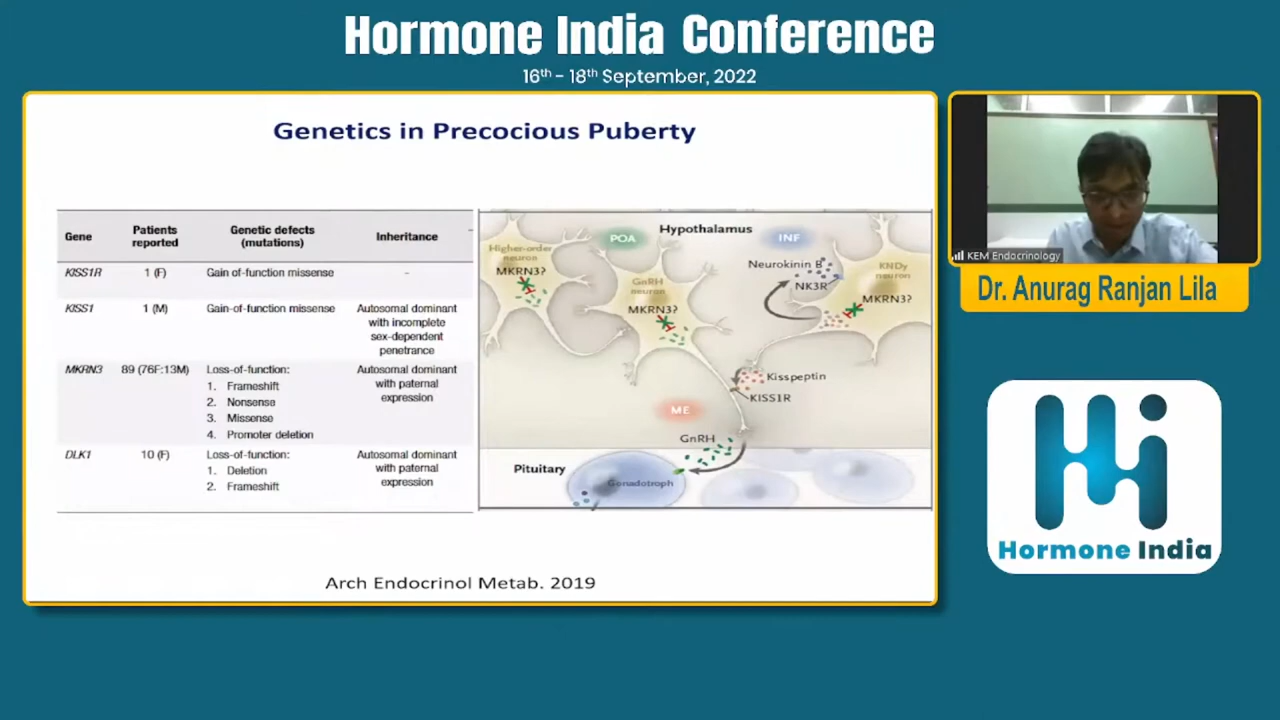 Hormone India Conference
16th - 18th September, 2022
Genetics in Precocious Puberty
Gene
Patients reported
Genetic defects (mutations)
Inheritance
KISS1R
1 (F)
Gain-of-function missense
-
KISS1
1 (M)
Gain-of-function missense
Autosomal dominant
with incomplete
sex-dependent
penetrance
MKRN3
89 (76F:13M)
Loss-of-function:
1. Frameshift
2. Nonsense
3. Missense
4. Promoter deletion
Autosomal dominant
with paternal
expression
DLK1
10 (F)
Loss-of-function:
1. Deletion
2. Frameshift
Autosomal dominant
with paternal
expression
Higher-order
neuron
MKRN3?
POA
Hypothalamus
INF
GnRH
neuron
MKRN3?
Neurokinin B
NK3R
KNDy
neuron
MKRN3?
Kisspeptin
KISS1R
ME
GnRH
Pituitary
Gonadotroph
Arch Endocrinol Metab. 2019
KEM Endocrinology
Dr. Anurag Ranjan Lila
Hormone India